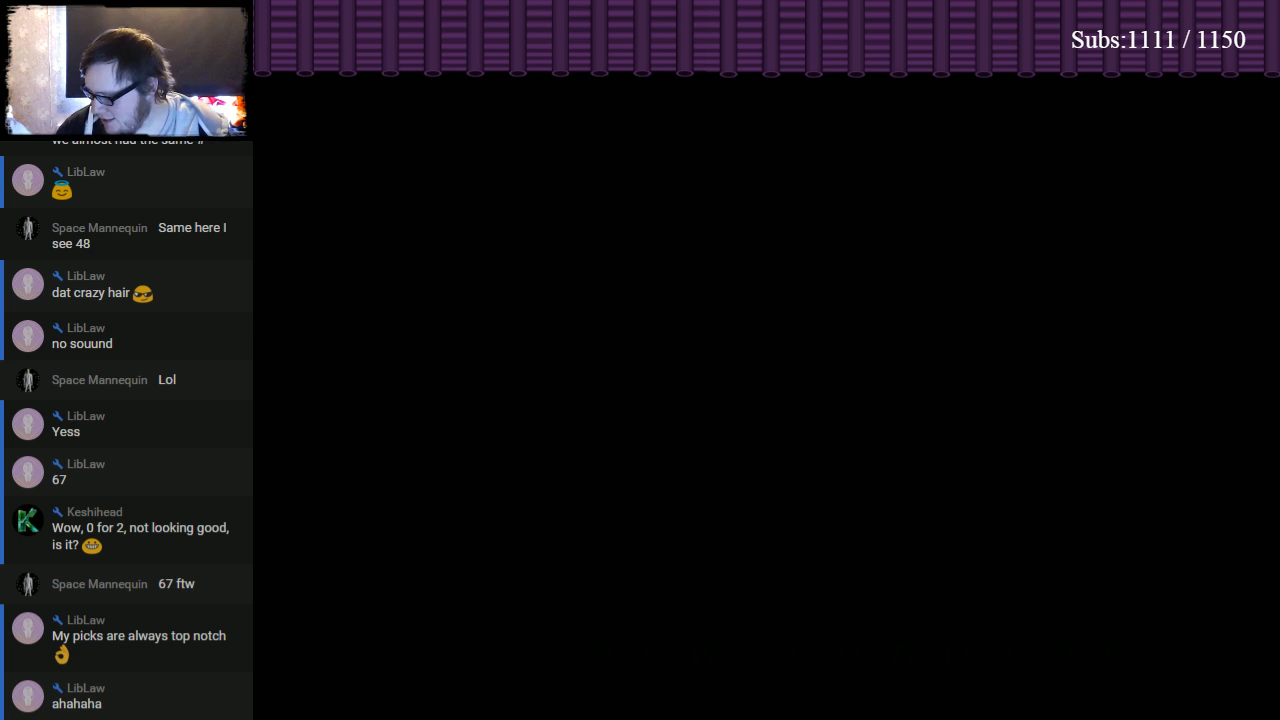 Subs:1111 / 1150
we almost had the same #
LibLaw
Space Mannequin Same here I
see 48
LibLaw
dat crazy hair
LibLaw
no souund
Space Mannequin Lol
LibLaw
Yess
LibLaw
67
Keshihead
Wow, 0 for 2, not looking good,
is it?
Space Mannequin 67 ftw
LibLaw
My picks are always top notch
LibLaw
ahahaha